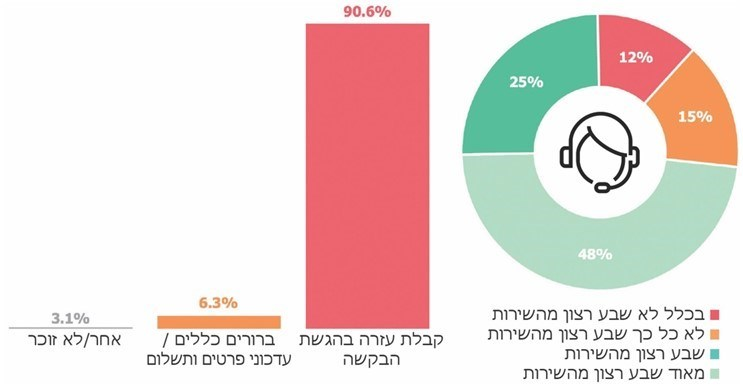 90.6%
6.3%
3.1%
קבלת עזרה בהגשת
הבקשה
ברורים כללים /
עדכוני פרטים ותשלום
אחר/לא זוכר
12%
15%
48%
25%
בכלל לא שבע רצון מהשירות
לא כל כך שבע רצון מהשירות
שבע רצון מהשירות
מאוד שבע רצון מהשירות